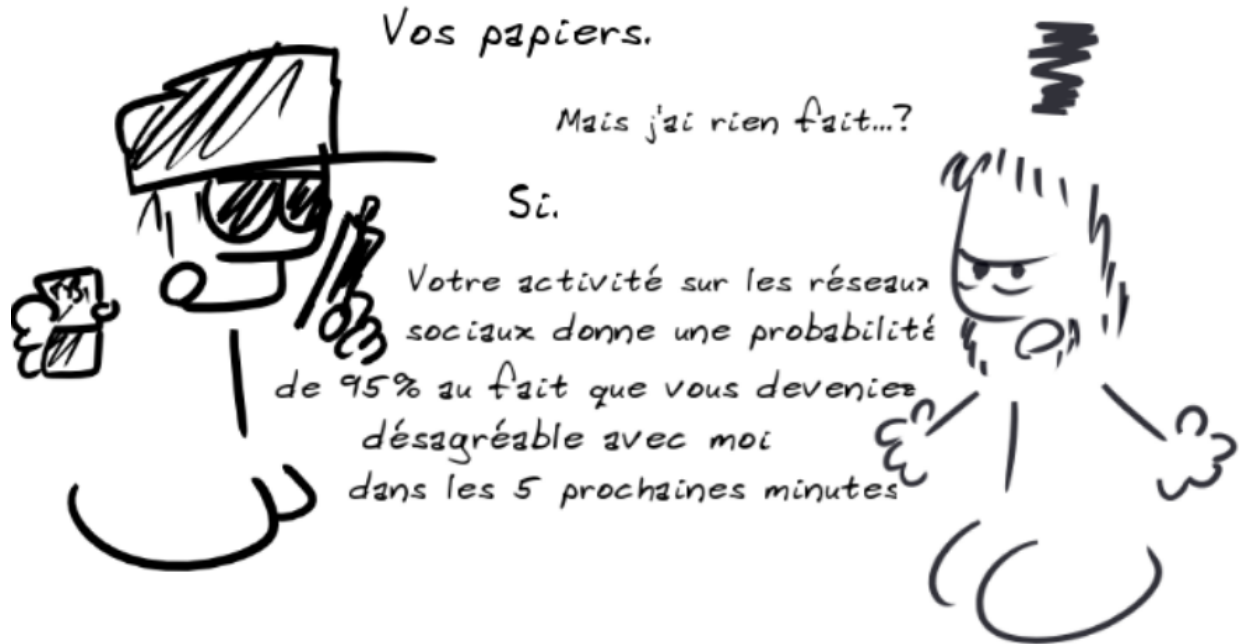 Vos papiers.
Mais j'ai rien fait...?
Si.
Votre activité sur les réseaux
sociaux donne une probabilité
de 95% au fait que vous deveniez
désagréable avec moi
dans les 5 prochaines minutes